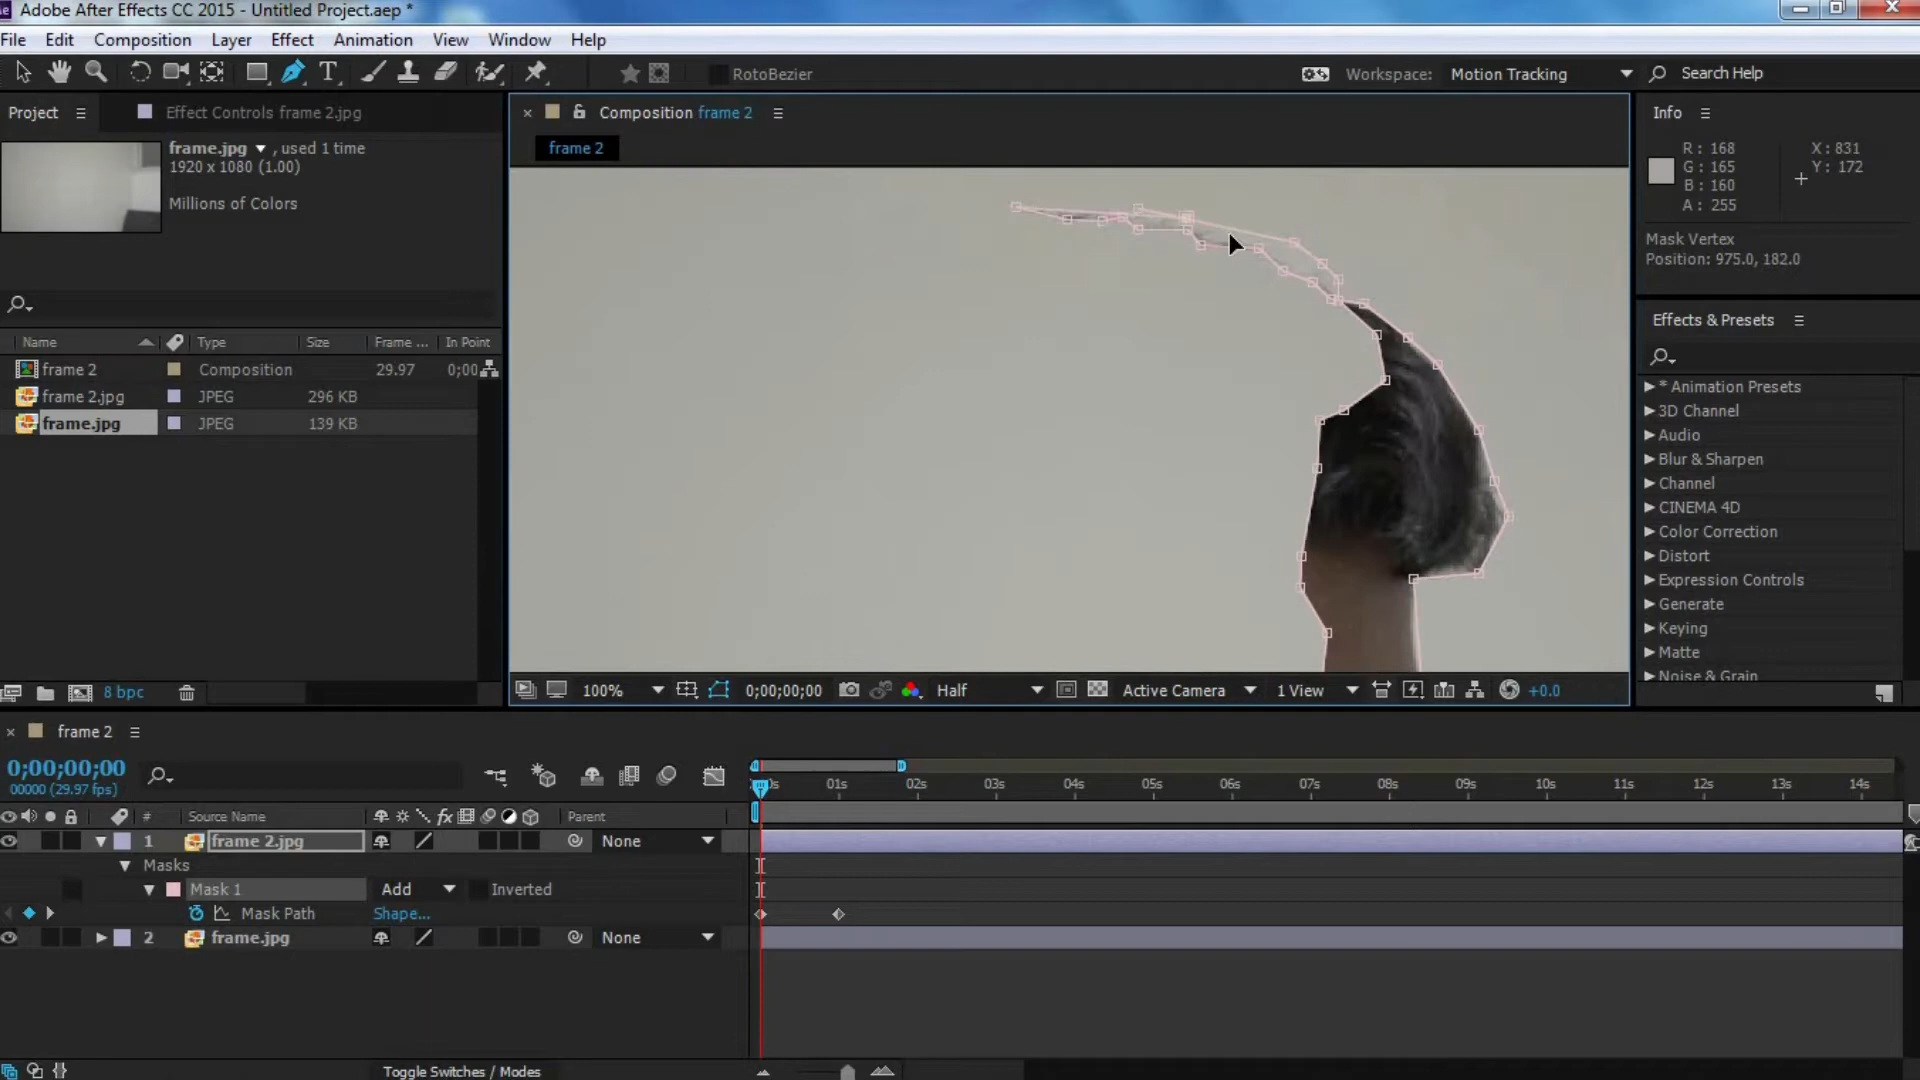 Adobe After Effects CC 2015 - Untitled Project.aep *
File Edit Composition Layer Effect Animation View Window Help
RotoBezier
Workspace: Motion Tracking
Search Help
Project
Effect Controls frame 2.jpg
Composition frame 2
Info
frame 2
frame.jpg , used 1 time
1920 x 1080 (1.00)
Millions of Colors
R : 168
G : 165
B : 160
A : 255
X : 831
Y : 172
Mask Vertex
Position: 975.0, 182.0
Effects & Presets
Name Type Size Frame ... In Point
frame 2 Composition 29.97 0;00
frame 2.jpg JPEG 296 KB
frame.jpg JPEG 139 KB
* Animation Presets
3D Channel
Audio
Blur & Sharpen
Channel
CINEMA 4D
Color Correction
Distort
Expression Controls
Generate
Keying
Matte
Noise & Grain
8 bpc
100% 0;00;00;00 Half Active Camera 1 View +0.0
frame 2
0;00;00;00
00000 (29.97 fps)
01s 02s 03s 04s 05s 06s 07s 08s 09s 10s 11s 12s 13s 14s
# Source Name Parent
1 frame 2.jpg None
Masks
Mask 1 Add Inverted
Mask Path Shape...
2 frame.jpg None
Toggle Switches / Modes